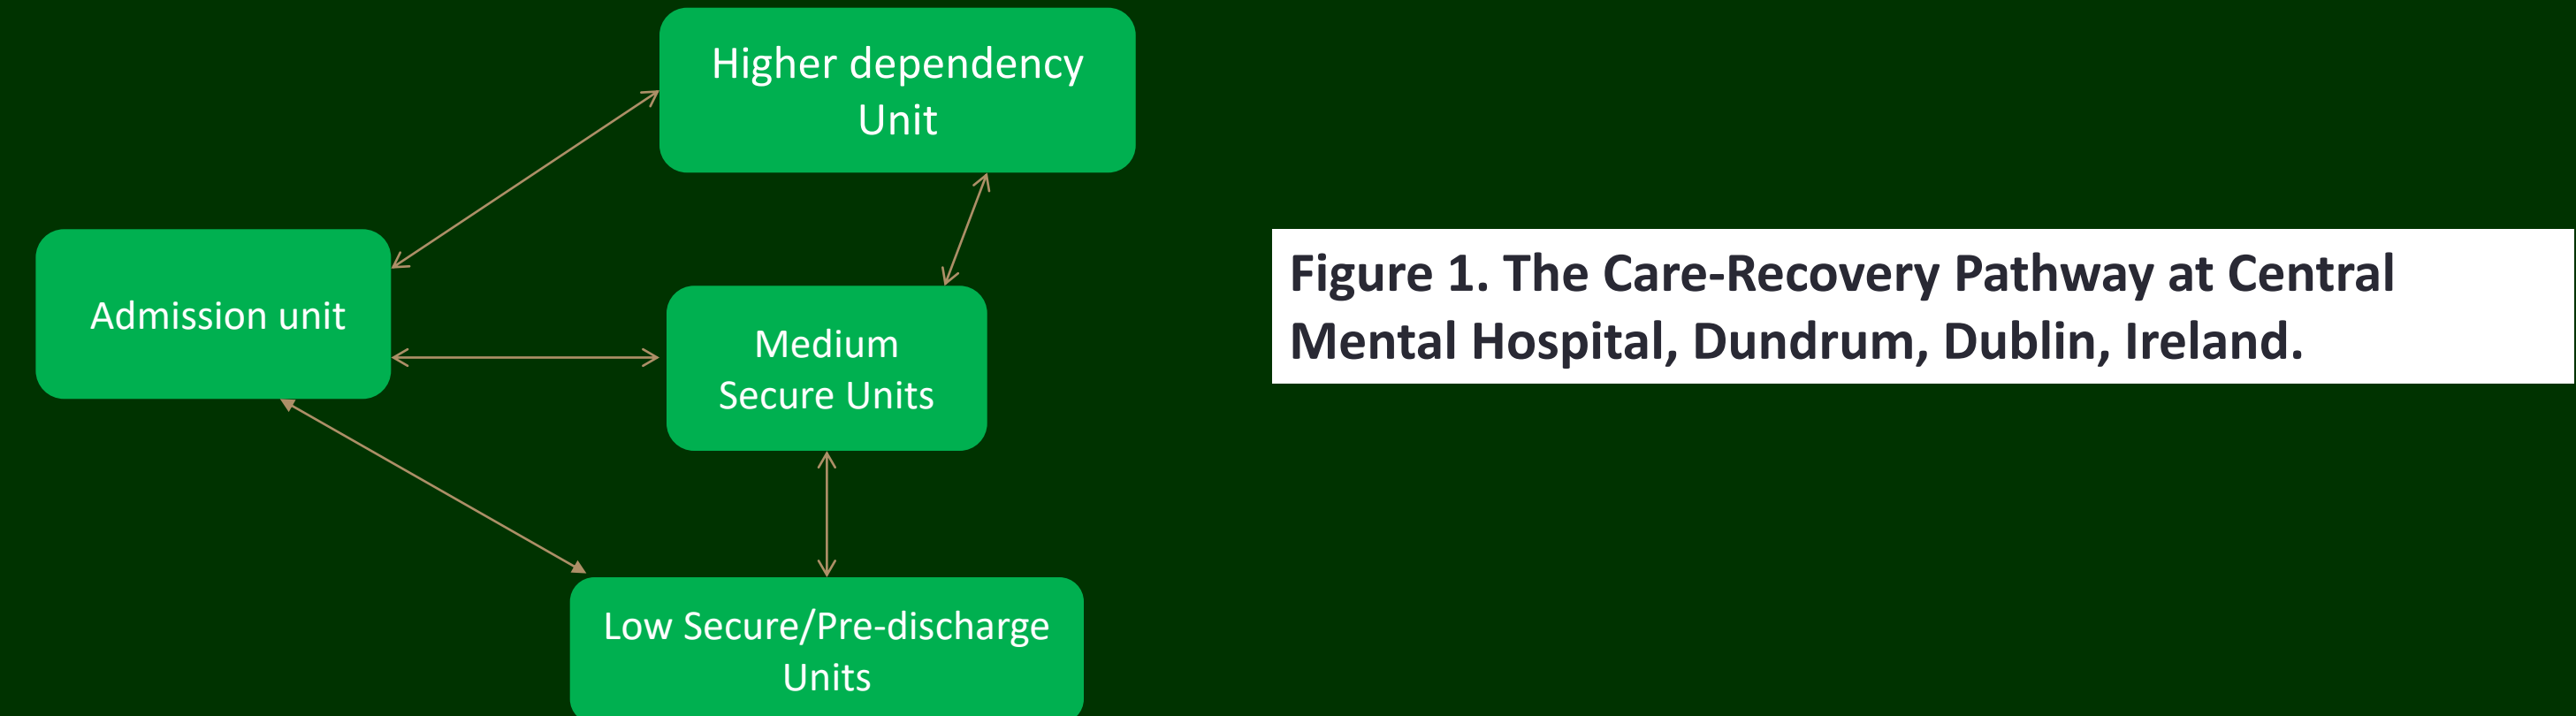 Higher dependency
Unit
Admission unit
Medium
Secure Units
Low Secure/Pre-discharge
Units
Figure 1. The Care-Recovery Pathway at Central
Mental Hospital, Dundrum, Dublin, Ireland.